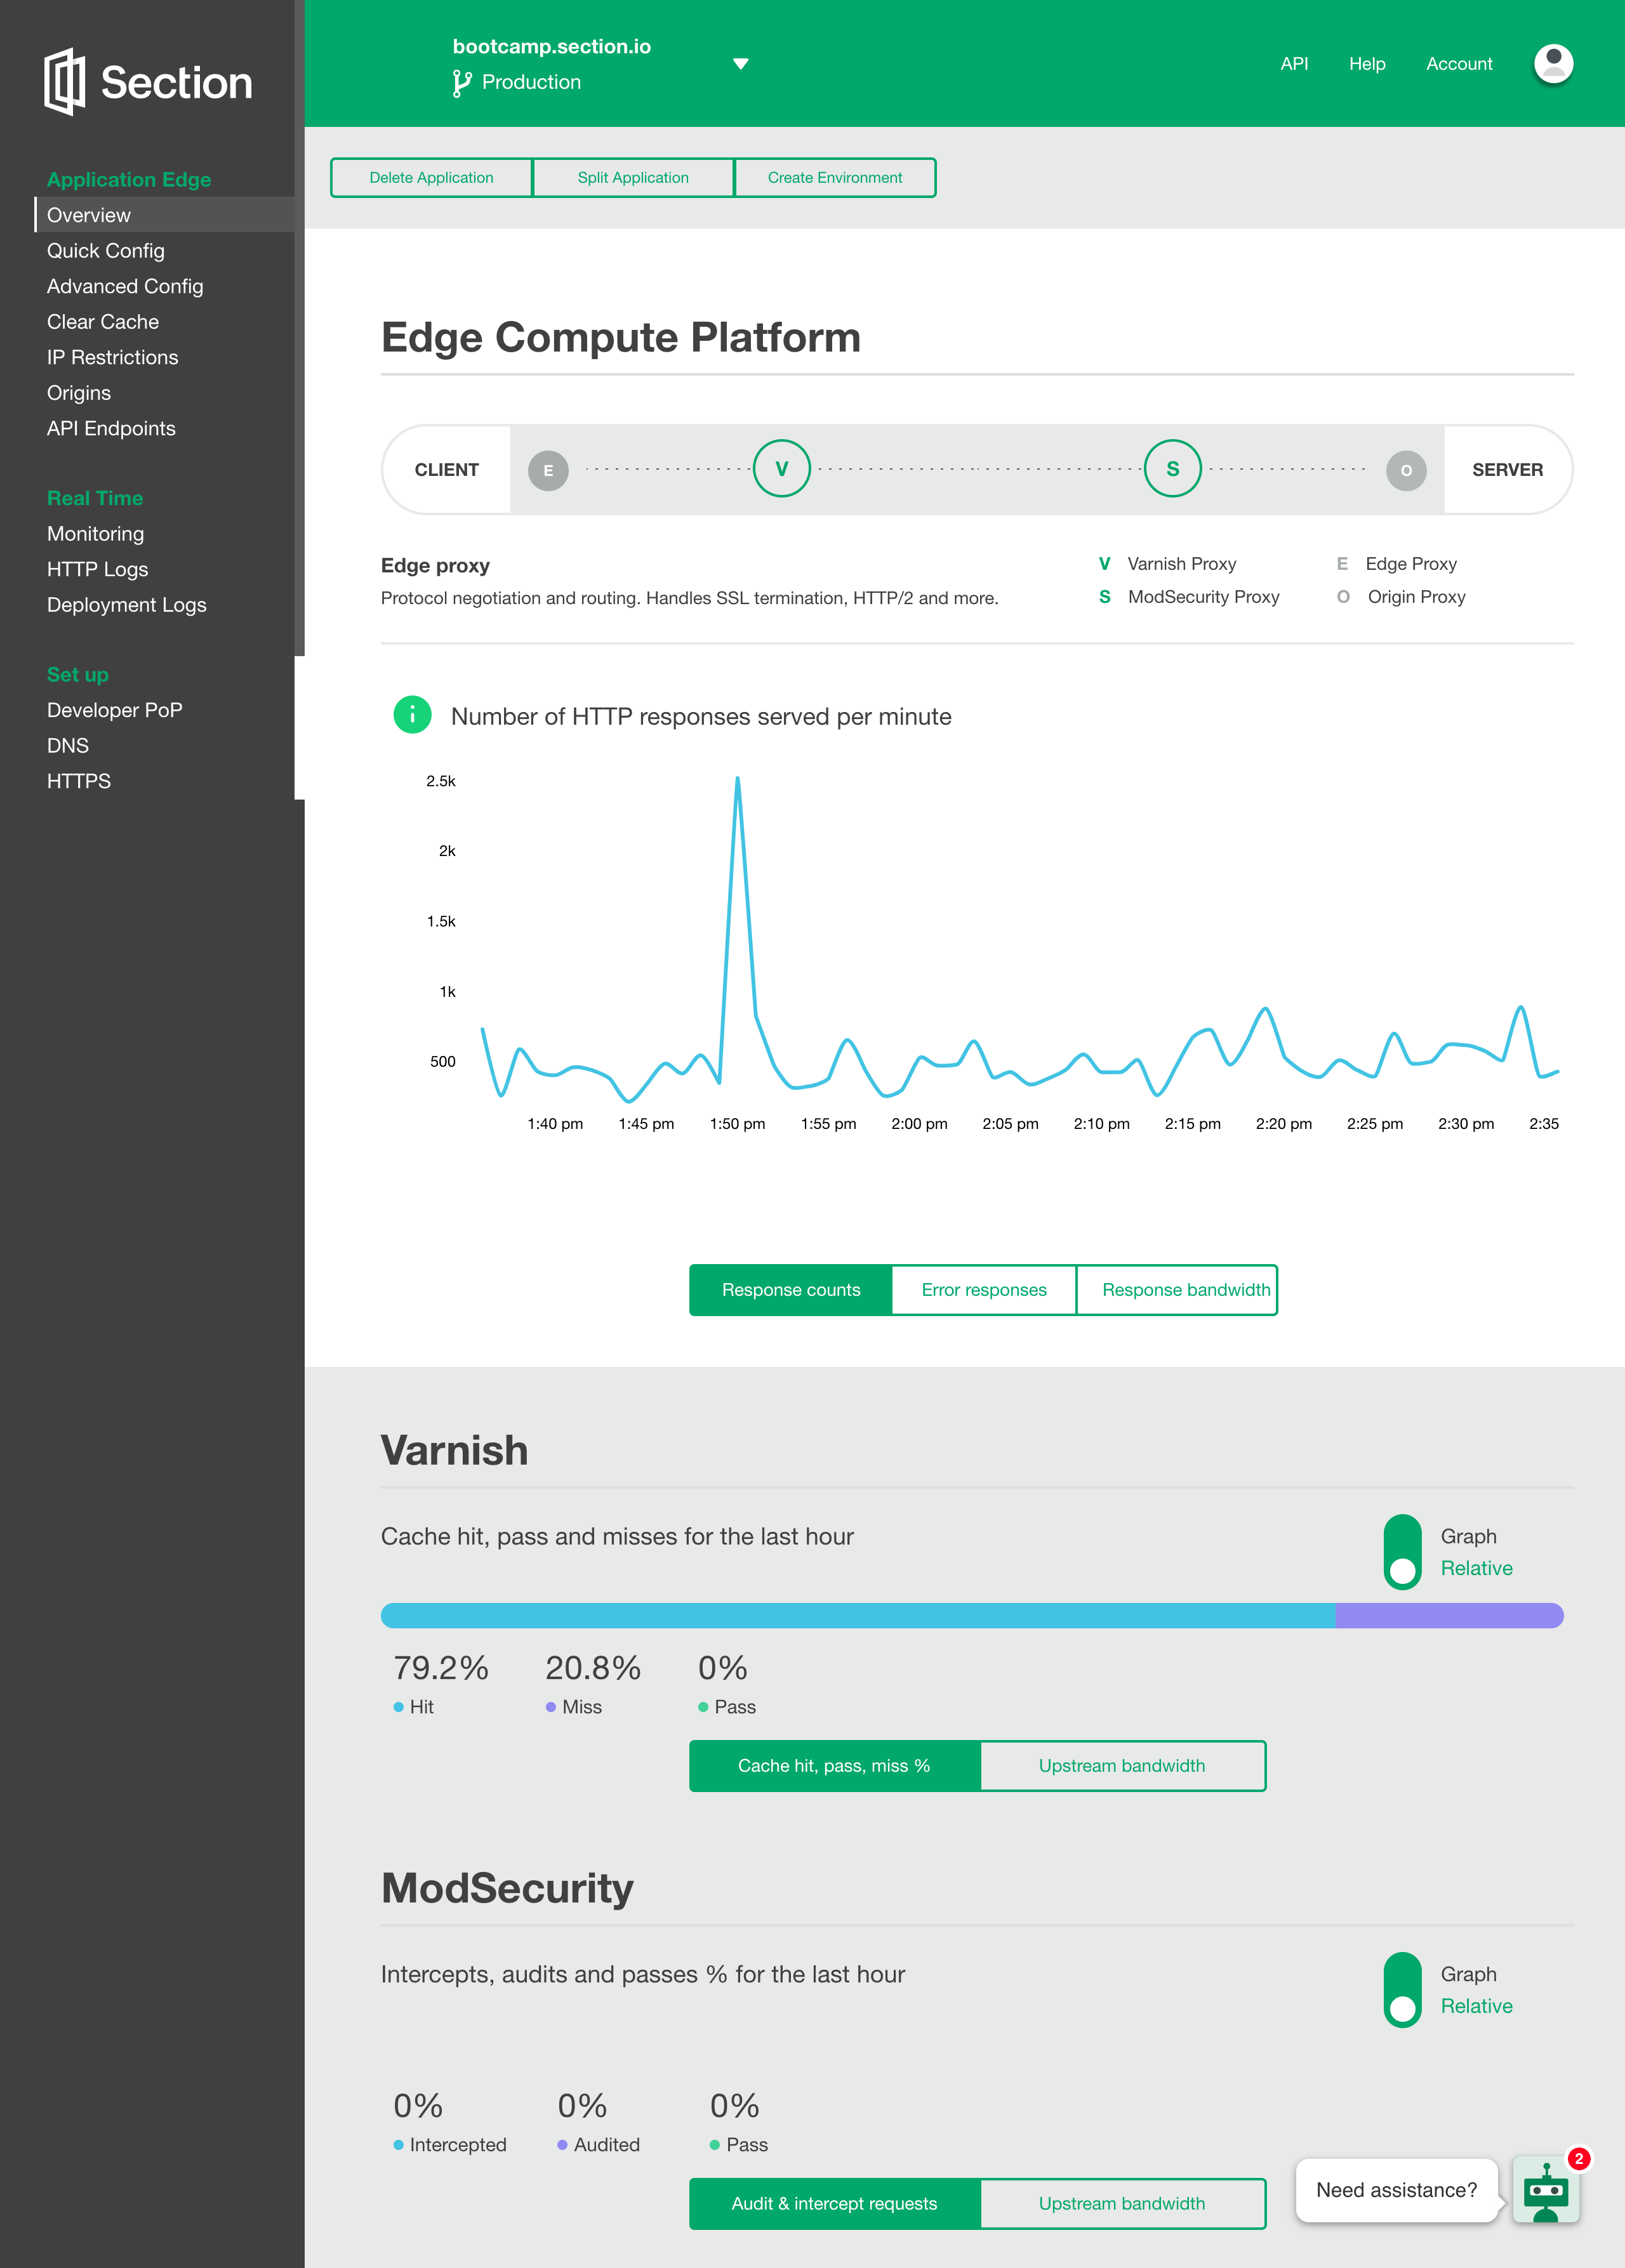 Section
Application Edge
Overview
Quick Config
Advanced Config
Clear Cache
IP Restrictions
Origins
API Endpoints
Real Time
Monitoring
HTTP Logs
Deployment Logs
Set up
Developer PoP
DNS
HTTPS
bootcamp.section.io
Production
API Help Account
Delete Application Split Application Create Environment
Edge Compute Platform
CLIENT E V S O SERVER
Edge proxy
Protocol negotiation and routing. Handles SSL termination, HTTP/2 and more.
V Varnish Proxy E Edge Proxy
S ModSecurity Proxy O Origin Proxy
Number of HTTP responses served per minute
2.5k
2k
1.5k
1k
500
1:40 pm 1:45 pm 1:50 pm 1:55 pm 2:00 pm 2:05 pm 2:10 pm 2:15 pm 2:20 pm 2:25 pm 2:30 pm 2:35
Response counts Error responses Response bandwidth
Varnish
Cache hit, pass and misses for the last hour
Graph
Relative
79.2% 20.8% 0%
Hit Miss Pass
Cache hit, pass, miss % Upstream bandwidth
ModSecurity
Intercepts, audits and passes % for the last hour
Graph
Relative
0% 0% 0%
Intercepted Audited Pass
Audit & intercept requests Upstream bandwidth
Need assistance?
2